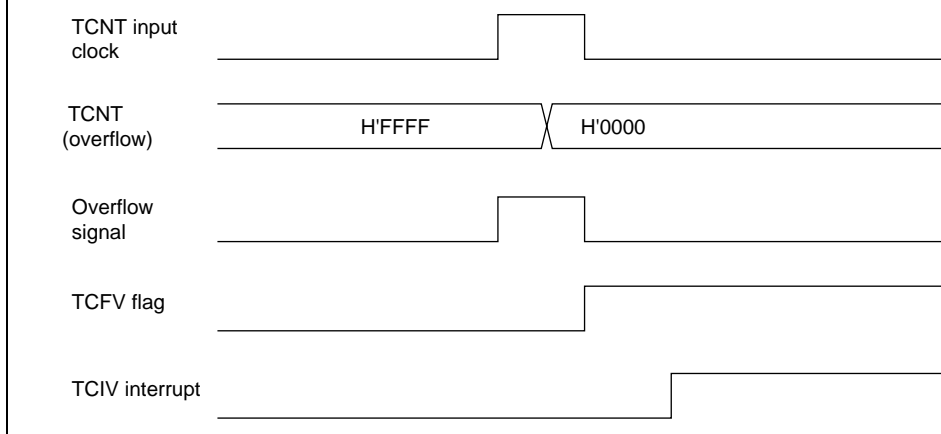 TCNT input
clock
TCNT
(overflow)
H'FFFF
H'0000
Overflow
signal
TCFV flag
TCIV interrupt